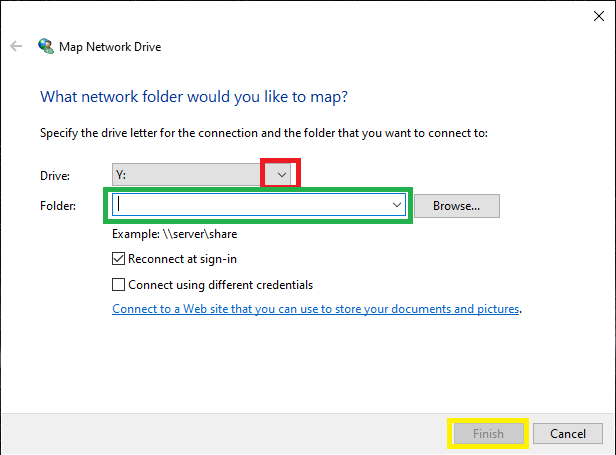 Map Network Drive
What network folder would you like to map?
Specify the drive letter for the connection and the folder that you want to connect to:
Drive: Y:
Folder: Browse...
Example: \\server\share
Reconnect at sign-in
Connect using different credentials
Connect to a Web site that you can use to store your documents and pictures.
Finish Cancel